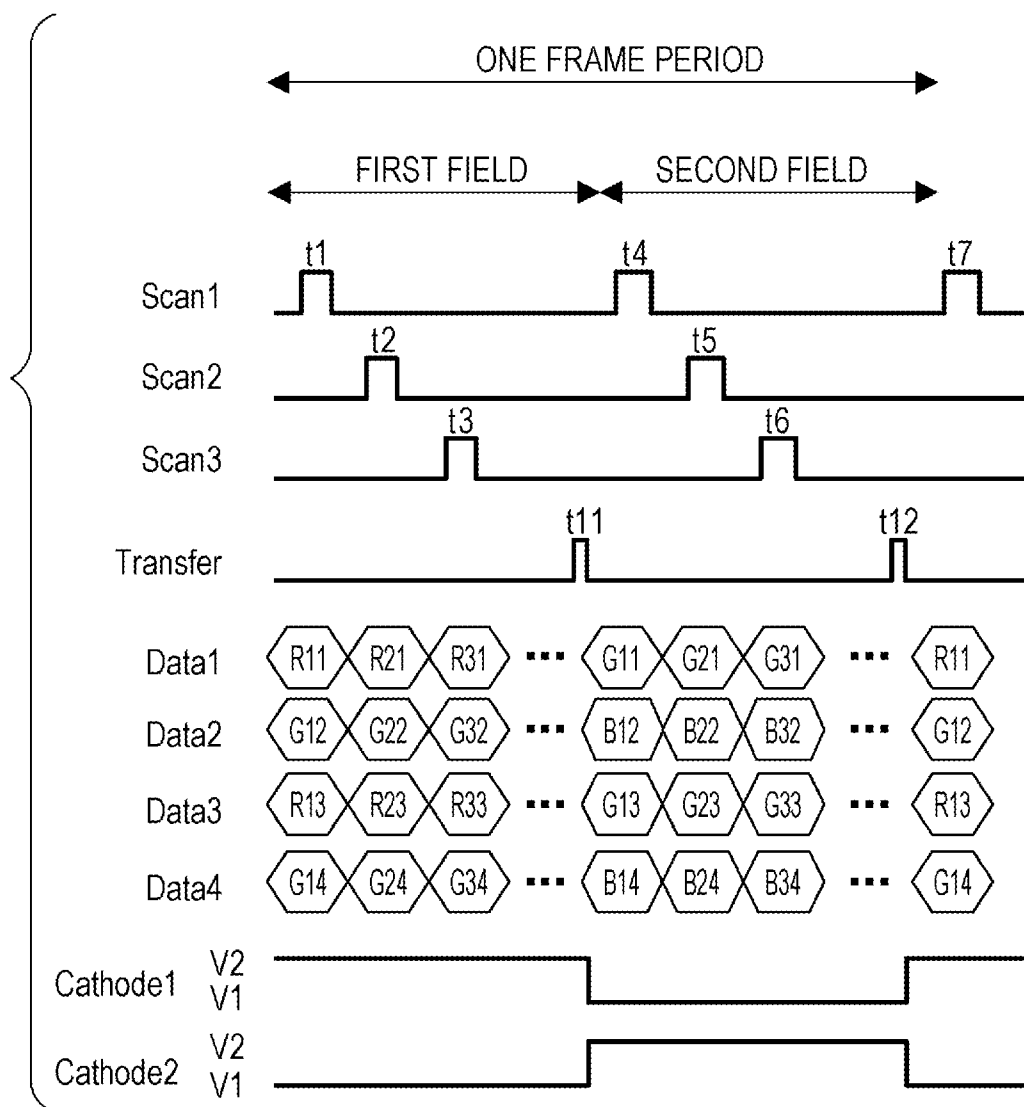 ONE FRAME PERIOD
FIRST FIELD SECOND FIELD
t1 t4 t7
Scan1
t2 t5
Scan2
t3 t6
Scan3
t11 t12
Transfer
Data1 R11 R21 R31 ... G11 G21 G31 ... R11
Data2 G12 G22 G32 ... B12 B22 B32 ... G12
Data3 R13 R23 R33 ... G13 G23 G33 ... R13
Data4 G14 G24 G34 ... B14 B24 B34 ... G14
V2
Cathode1
V1
V2
Cathode2
V1